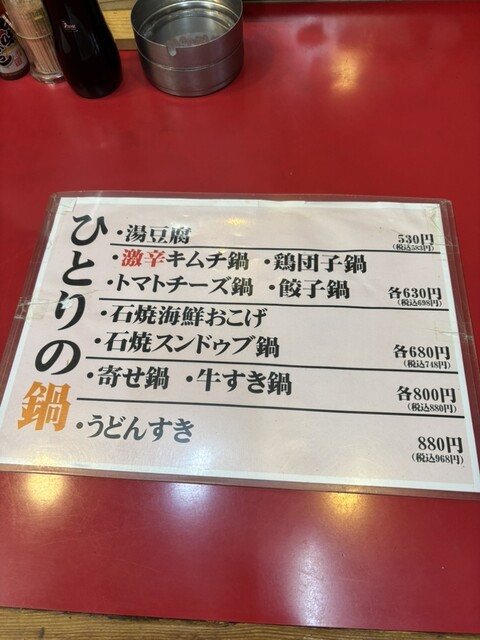 ひとりの鍋
・湯豆腐
530円
(税込583円)
・激辛キムチ鍋 ・鶏団子鍋
・トマトチーズ鍋 ・餃子鍋
各630円
(税込698円)
・石焼海鮮おこげ
・石焼スンドゥブ鍋
各680円
(税込748円)
・寄せ鍋 ・牛すき鍋
各800円
(税込880円)
・うどんすき
880円
(税込968円)